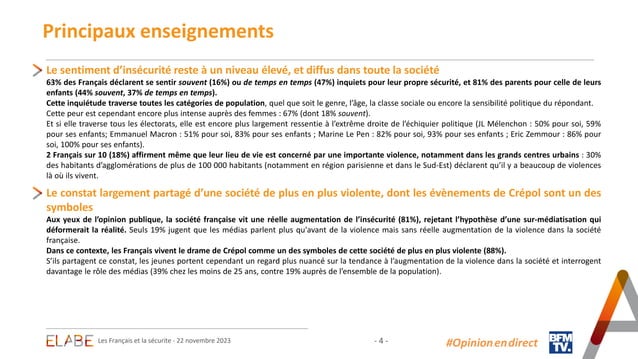 Principaux enseignements
Le sentiment d’insécurité reste à un niveau élevé, et diffus dans toute la société
63% des Français déclarent se sentir souvent (16%) ou de temps en temps (47%) inquiets pour leur propre sécurité, et 81% des parents pour celle de leurs
enfants (44% souvent, 37% de temps en temps).
Cette inquiétude traverse toutes les catégories de population, quel que soit le genre, l’âge, la classe sociale ou encore la sensibilité politique du répondant.
Cette peur est cependant encore plus intense auprès des femmes : 67% (dont 18% souvent).
Et si elle traverse tous les électorats, elle est encore plus largement ressentie à l’extrême droite de l’échiquier politique (JL Mélenchon : 50% pour soi, 59%
pour ses enfants; Emmanuel Macron : 51% pour soi, 83% pour ses enfants ; Marine Le Pen : 82% pour soi, 93% pour ses enfants ; Eric Zemmour : 86% pour
soi, 100% pour ses enfants).
2 Français sur 10 (18%) affirment même que leur lieu de vie est concerné par une importante violence, notamment dans les grands centres urbains : 30%
des habitants d’agglomérations de plus de 100 000 habitants (notamment en région parisienne et dans le Sud-Est) déclarent qu’il y a beaucoup de violences
là où ils vivent.
Le constat largement partagé d’une société de plus en plus violente, dont les évènements de Crépol sont un des
symboles
Aux yeux de l’opinion publique, la société française vit une réelle augmentation de l’insécurité (81%), rejetant l’hypothèse d’une sur-médiatisation qui
déformerait la réalité. Seuls 19% jugent que les médias parlent plus qu'avant de la violence mais sans réelle augmentation de la violence dans la société
française.
Dans ce contexte, les Français vivent le drame de Crépol comme un des symboles de cette société de plus en plus violente (88%).
S’ils partagent ce constat, les jeunes portent cependant un regard plus nuancé sur la tendance à l’augmentation de la violence dans la société et interrogent
davantage le rôle des médias (39% chez les moins de 25 ans, contre 19% auprès de l’ensemble de la population).
ELABE Les Français et la sécurite - 22 novembre 2023 - 4 - #Opinion en direct BFM
TV.